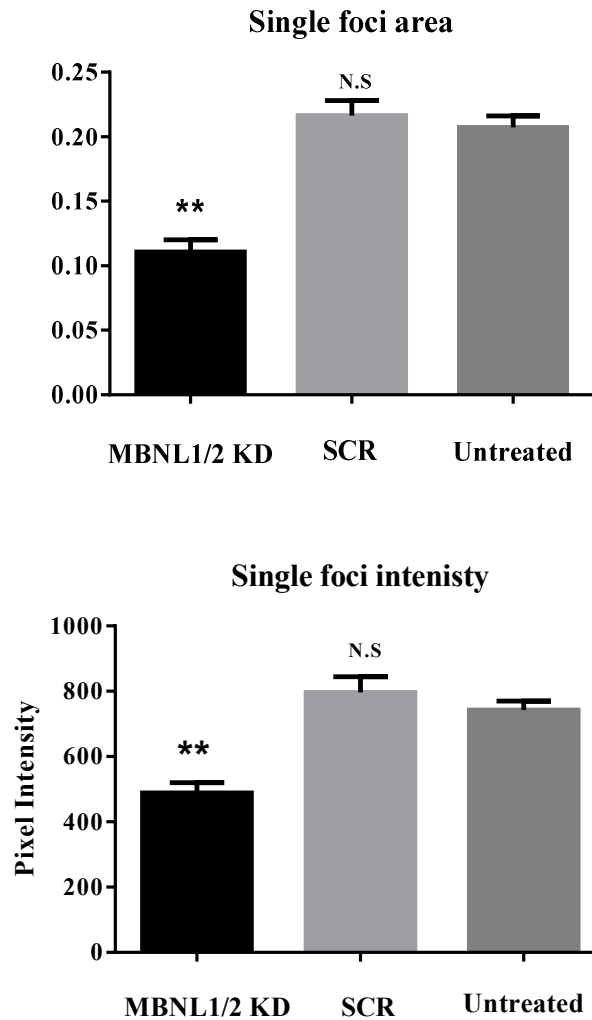 Single foci area
0.25
N.S
0.20
0.15
**
0.10
0.05
0.00
MBNL1/2 KD SCR Untreated
Single foci intenisty
1000
N.S
800
**
600
Pixel Intensity
400
200
0
MBNL1/2 KD SCR Untreated